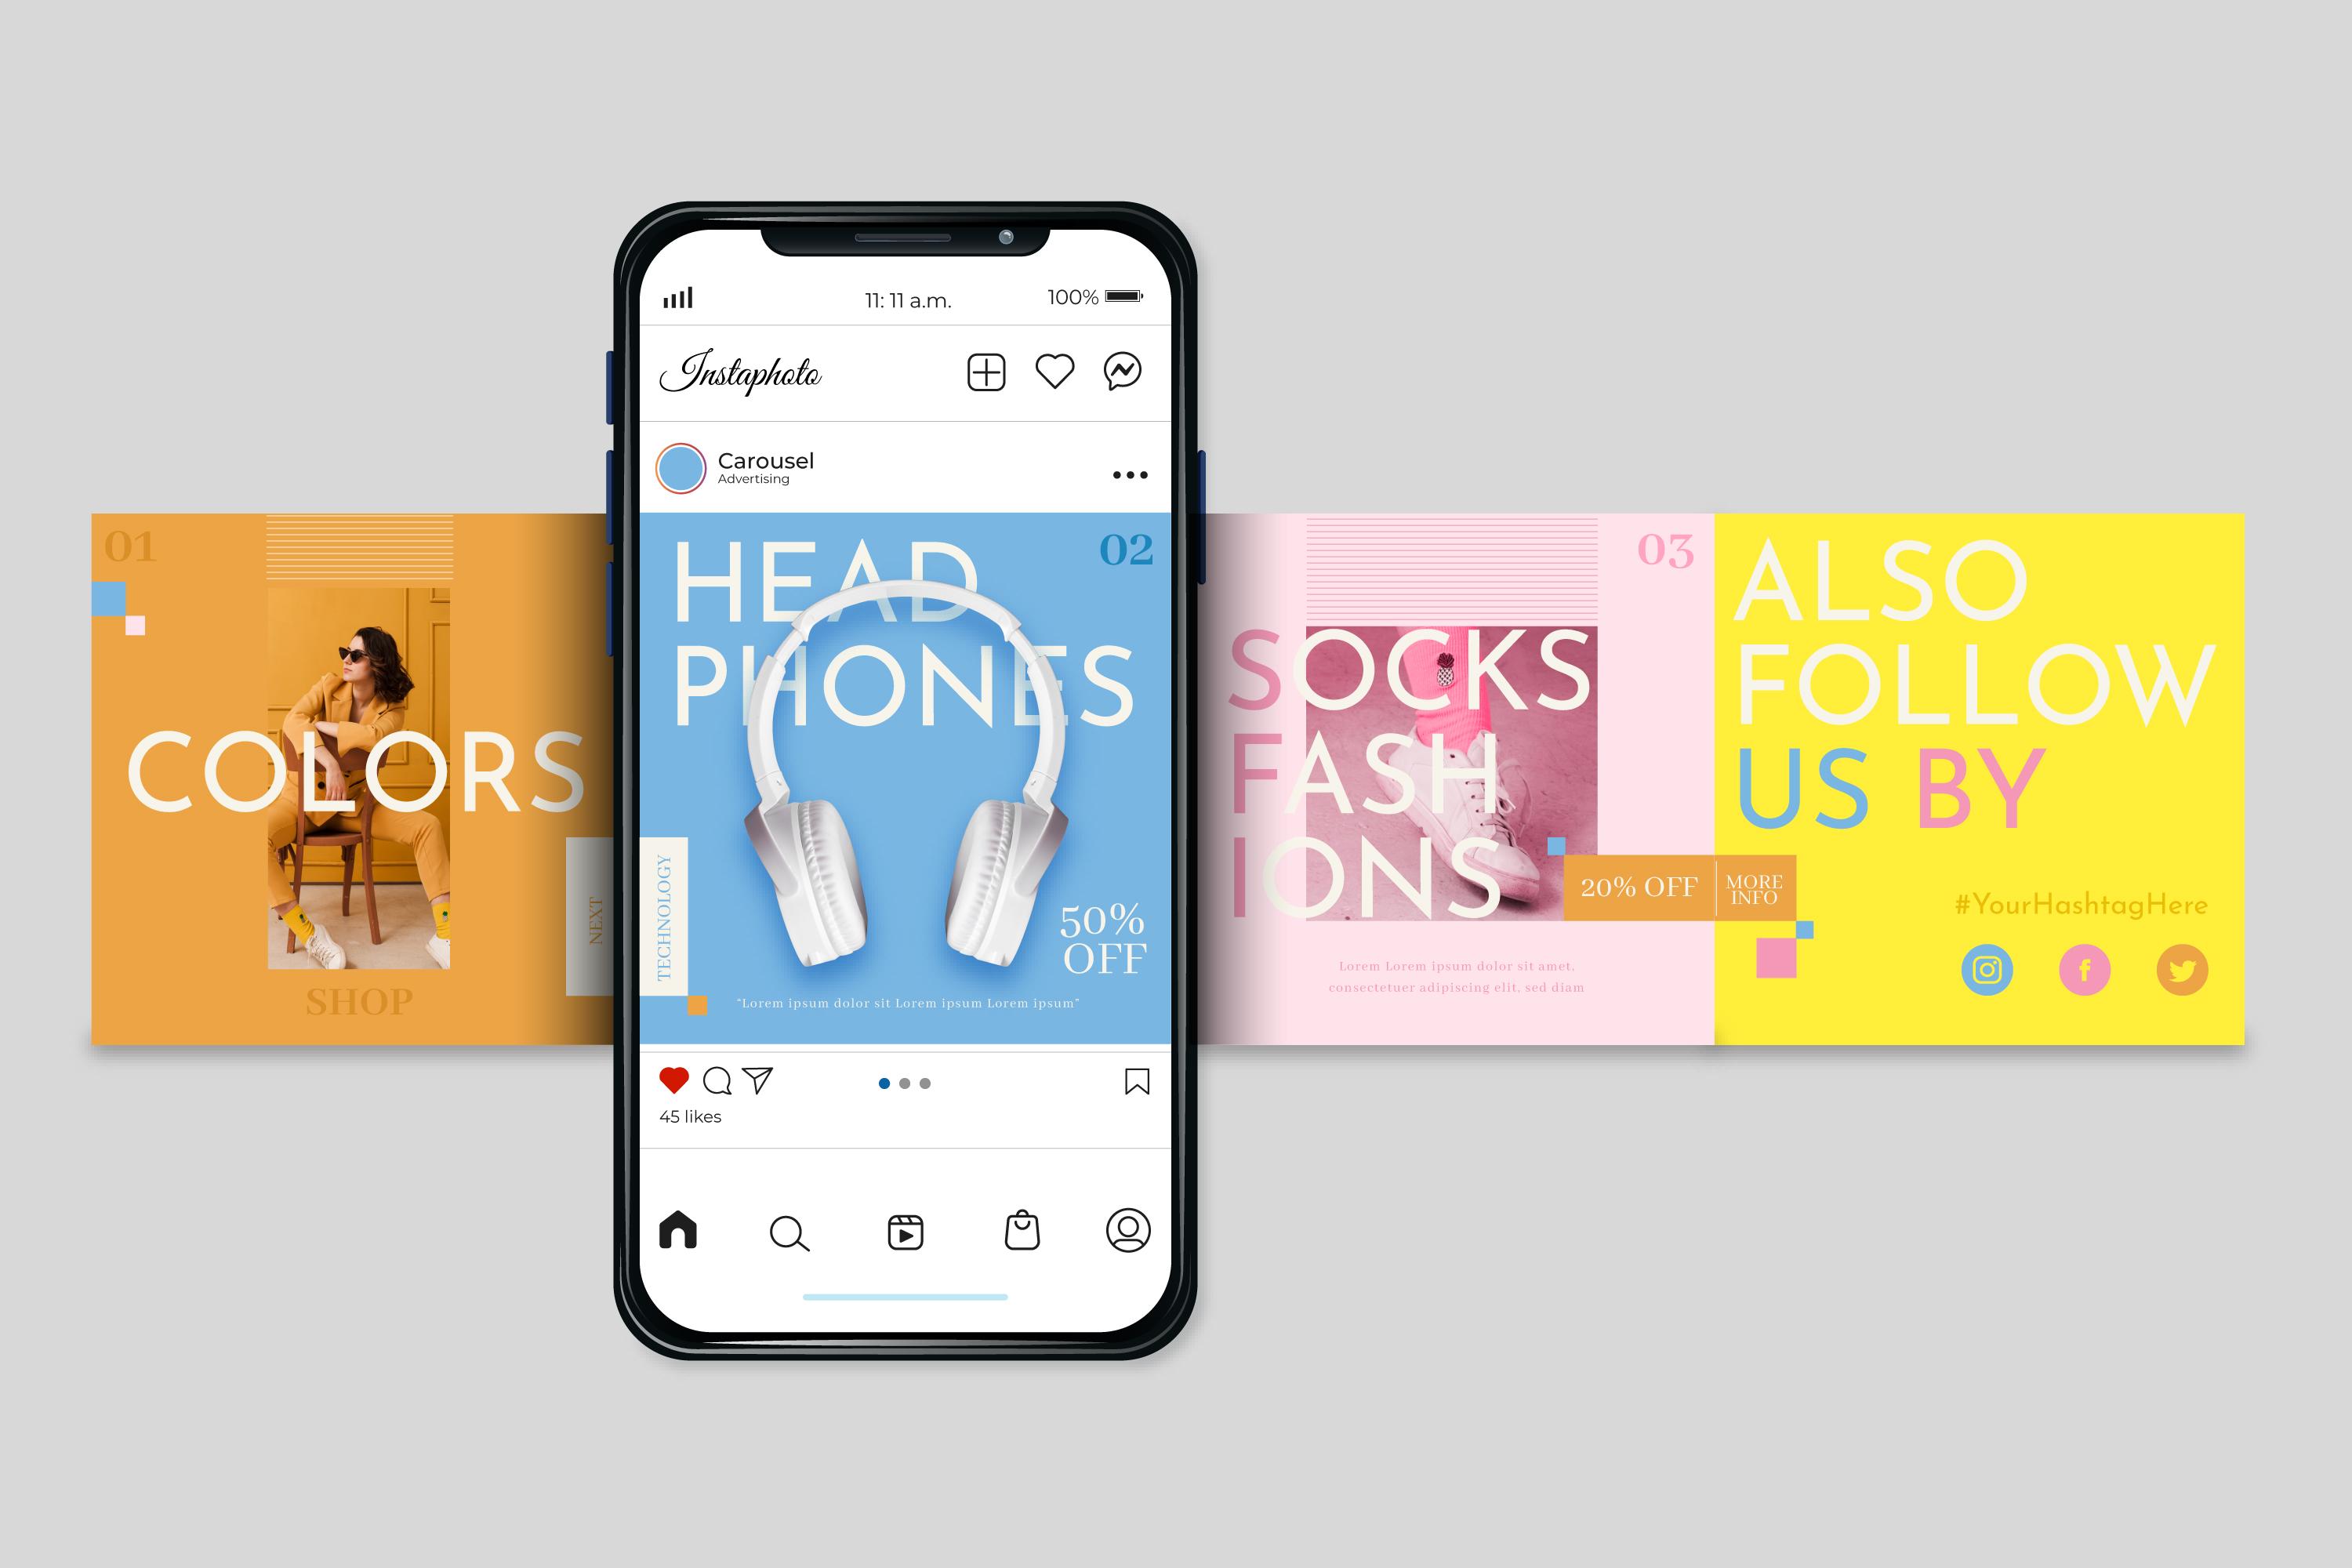 01
COLORS
NEXT
SHOP
11: 11 a.m.
100%
Instaphoto
Carousel
Advertising
02
HEAD
PHONES
TECHNOLOGY
50%
OFF
"Lorem ipsum dolor sit Lorem ipsum Lorem ipsum"
45 likes
03
SOCKS
FASH
IONS
20% OFF
MORE
INFO
Lorem Lorem ipsum dolor sit amet,
consectetuer adipiscing elit, sed diam
ALSO
FOLLOW
US BY
#YourHashtagHere